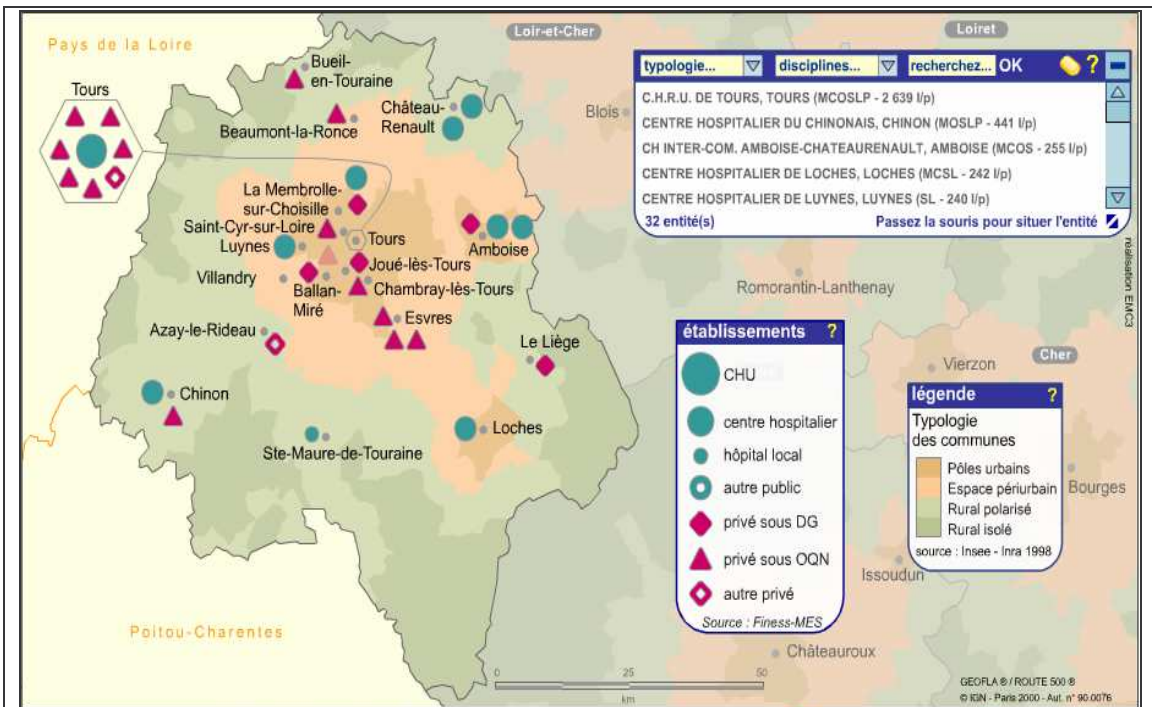 Pays de la Loire
Loir-et-Cher
Loiret
Tours
Bueil-
en-Touraine
Château-
Renault
Beaumont-la-Ronce
Blois
La Membrolle-
sur-Choisille
Saint-Cyr-sur-Loire
Luynes
Tours
Amboise
Villandry
Joué-lès-Tours
Ballan-
Miré
Chambray-lès-Tours
Esvres
Azay-le-Rideau
Le Liège
Chinon
Loches
Ste-Maure-de-Touraine
Poitou-Charentes
typologie...
disciplines...
recherchez... OK ?
C.H.R.U. DE TOURS, TOURS (MCOSLP - 2 639 l/p)
CENTRE HOSPITALIER DU CHINONAIS, CHINON (MOSLP - 441 l/p)
CH INTER-COM. AMBOISE-CHATEAURENAULT, AMBOISE (MCOS - 255 l/p)
CENTRE HOSPITALIER DE LOCHES, LOCHES (MCSL - 242 l/p)
CENTRE HOSPITALIER DE LUYNES, LUYNES (SL - 240 l/p)
32 entité(s)
Passez la souris pour situer l'entité
réalisation EMC3
Romorantin-Lanthenay
Vierzon
Cher
Bourges
Issoudun
Châteauroux
établissements ?
CHU
centre hospitalier
hôpital local
autre public
privé sous DG
privé sous OQN
autre privé
Source : Finess-MES
légende ?
Typologie
des communes
Pôles urbains
Espace périurbain
Rural polarisé
Rural isolé
source : Insee - Inra 1998
0 25 50
km
GEOFLA ® / ROUTE 500 ®
© IGN - Paris 2000 - Aut. n° 90.0076